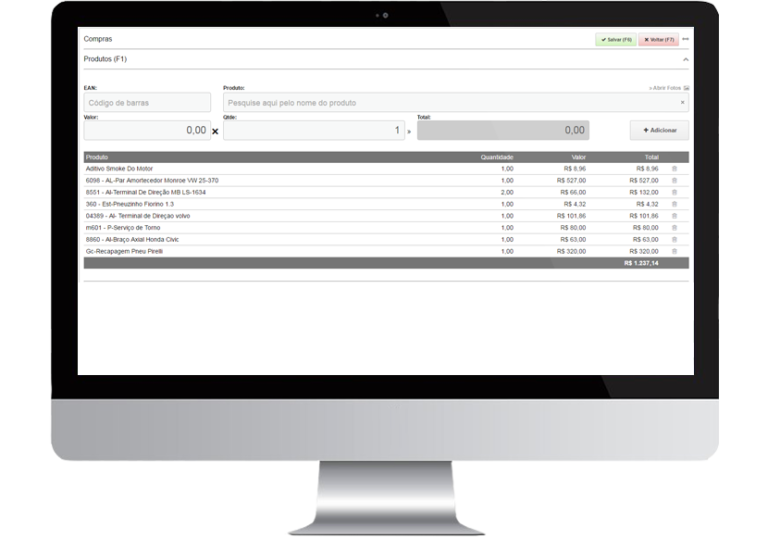 Compras
✔ Salvar (F6) ✖ Voltar (F7)
Produtos (F1)
EAN: Produto: » Abrir Fotos
Código de barras Pesquise aqui pelo nome do produto ×
Valor: Qtde: Total:
0,00 × 1 » 0,00 + Adicionar
Produto Quantidade Valor Total
Aditivo Smoke Do Motor 1,00 R$ 8,96 R$ 8,96
6098 - AL-Par Amortecedor Monroe VW 25-370 1,00 R$ 527,00 R$ 527,00
8551 - Al-Terminal De Direção MB LS-1634 2,00 R$ 66,00 R$ 132,00
360 - Est-Pneuzinho Fiorino 1.3 1,00 R$ 4,32 R$ 4,32
04389 - Al- Terminal de Direçao volvo 1,00 R$ 101,86 R$ 101,86
m601 - P-Serviço de Torno 1,00 R$ 80,00 R$ 80,00
8860 - Al-Braço Axial Honda Civic 1,00 R$ 63,00 R$ 63,00
Gc-Recapagem Pneu Pirelli 1,00 R$ 320,00 R$ 320,00
R$ 1.237,14